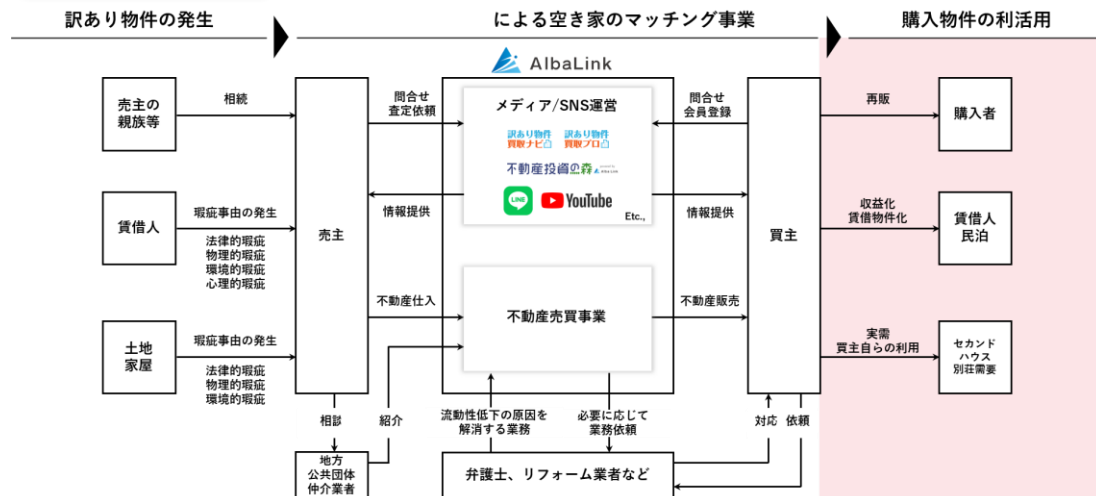 訳あり物件の発生
による空き家のマッチング事業
購入物件の利活用
AlbaLink
売主の
親族等
相続
賃借人
瑕疵事由の発生
法律的瑕疵
物理的瑕疵
環境的瑕疵
心理的瑕疵
土地
家屋
瑕疵事由の発生
法律的瑕疵
物理的瑕疵
環境的瑕疵
売主
問合せ
査定依頼
情報提供
不動産仕入
メディア/SNS運営
訳あり物件
買取ナビ
訳あり物件
買取プロ
不動産投資の森
AlbaLink
LINE
YouTube
Etc.,
不動産売買事業
問合せ
会員登録
情報提供
不動産販売
買主
再販
購入者
収益化
賃借物件化
賃借人
民泊
実需
買主自らの利用
セカンド
ハウス
別荘需要
相談
紹介
流動性低下の原因を
解消する業務
必要に応じて
業務依頼
対応
依頼
地方
公共団体
仲介業者
弁護士、リフォーム業者など